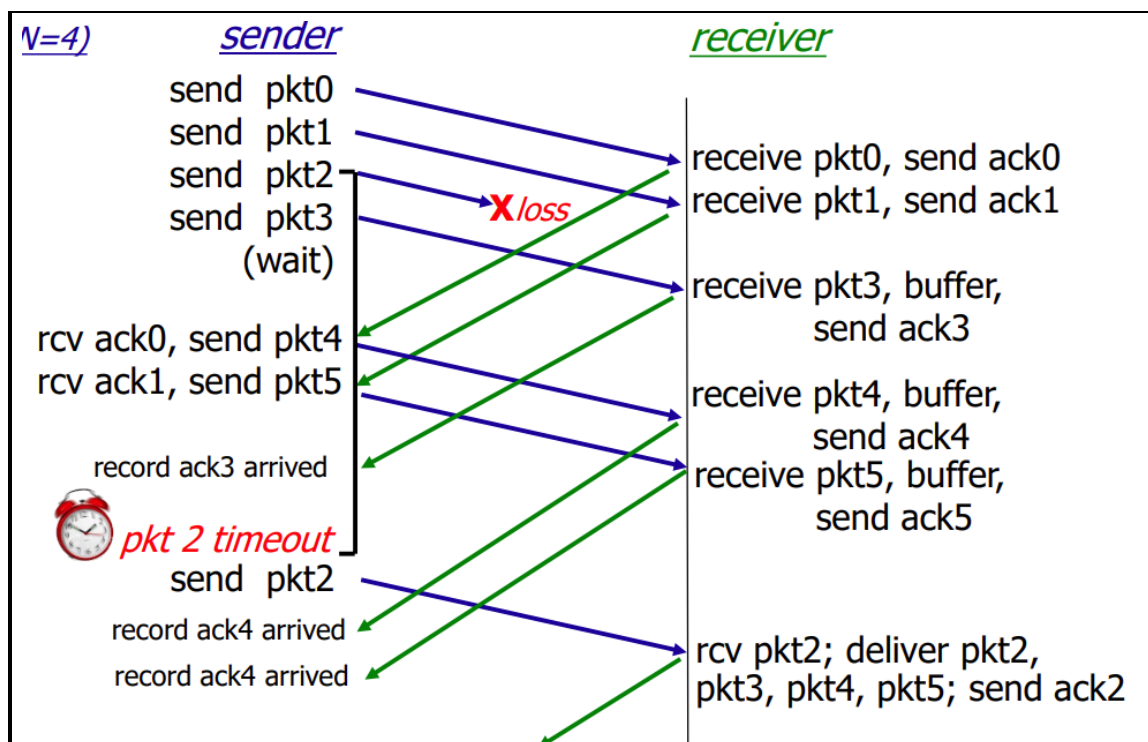 N=4)
sender
receiver
send pkt0
send pkt1
send pkt2
send pkt3
(wait)
X loss
receive pkt0, send ack0
receive pkt1, send ack1
receive pkt3, buffer,
send ack3
rcv ack0, send pkt4
rcv ack1, send pkt5
receive pkt4, buffer,
send ack4
record ack3 arrived
receive pkt5, buffer,
send ack5
pkt 2 timeout
send pkt2
record ack4 arrived
record ack4 arrived
rcv pkt2; deliver pkt2,
pkt3, pkt4, pkt5; send ack2